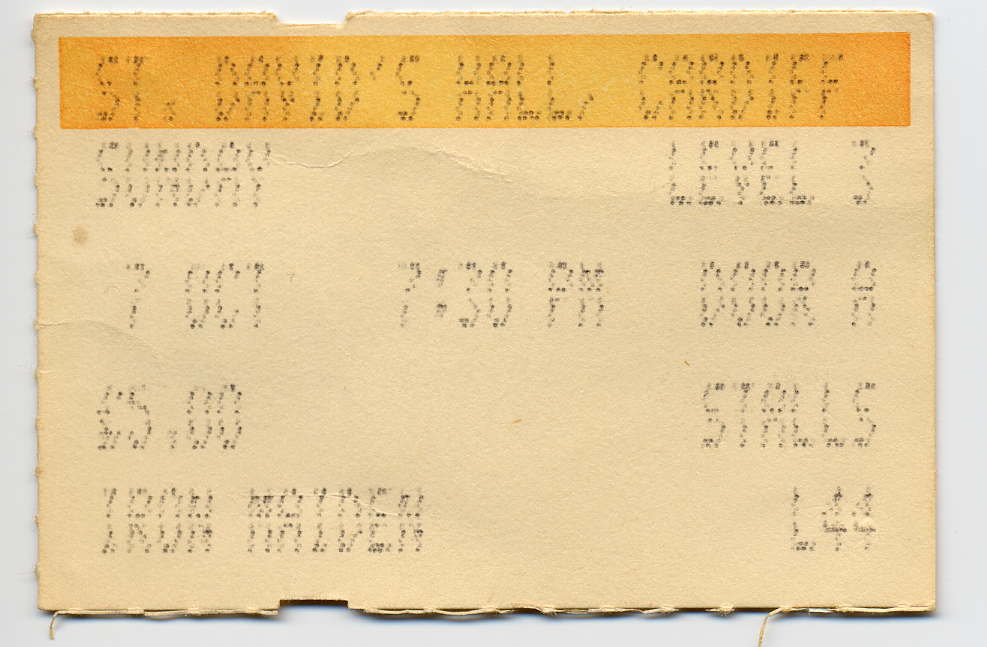 ST. DAVID'S HALL, CARDIFF
SUNDAY LEVEL 3
7 OCT 7:30 PM DOOR A
£5.00 STALLS
IRON MAIDEN L44